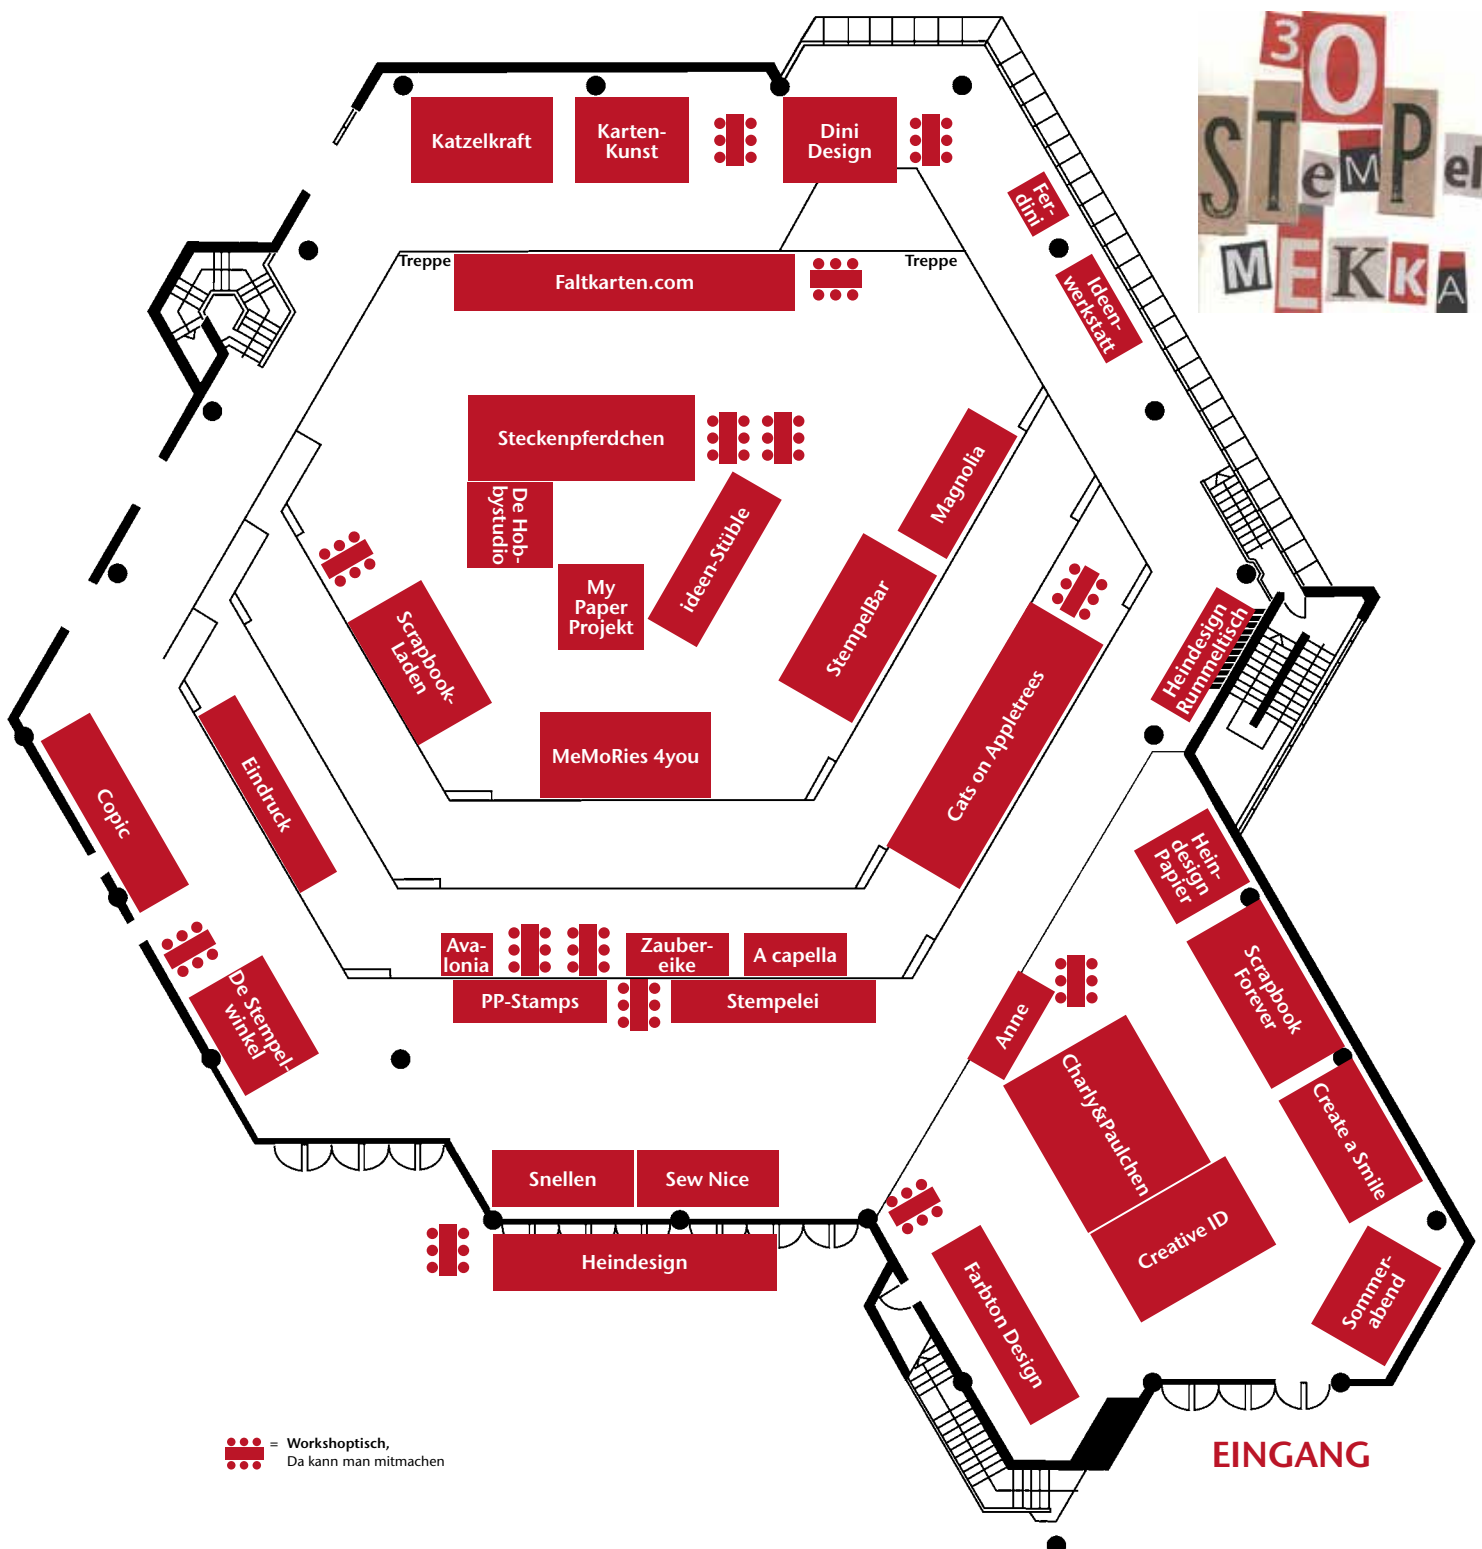 30
STEMPEL
MEKKA
Katzelkraft
Karten-
Kunst
Dini
Design
Fer-
dini
Ideen-
werkstatt
Treppe
Faltkarten.com
Treppe
Steckenpferdchen
De Hob-
bystudio
My
Paper
Projekt
ideen-Stüble
Magnolia
StempelBar
Scrapbook-
Laden
MeMoRies 4you
Cats on Appletrees
Heindesign
Rummeltisch
Copic
Eindruck
De Stempel-
winkel
Ava-
lonia
Zauber-
eike
A capella
PP-Stamps
Stempelei
Hein-
design
Papier
Scrapbook
Forever
Anne
Charly&Paulchen
Create a Smile
Creative ID
Sommer-
abend
Snellen
Sew Nice
Heindesign
Farbton Design
EINGANG
= Workshoptisch,
Da kann man mitmachen